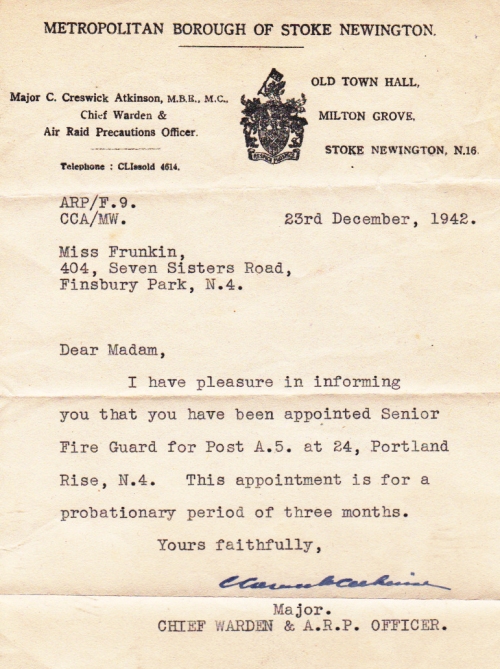 METROPOLITAN BOROUGH OF STOKE NEWINGTON.
Major C. Creswick Atkinson, M.B.E., M.C.,
Chief Warden &
Air Raid Precautions Officer.
Telephone : CLIssold 4614.
OLD TOWN HALL,
MILTON GROVE,
STOKE NEWINGTON, N.16.
ARP/F.9.
CCA/MW.
23rd December, 1942.
Miss Frunkin,
404, Seven Sisters Road,
Finsbury Park, N.4.
Dear Madam,
I have pleasure in informing
you that you have been appointed Senior
Fire Guard for Post A.5. at 24, Portland
Rise, N.4. This appointment is for a
probationary period of three months.
Yours faithfully,
Major.
CHIEF WARDEN & A.R.P. OFFICER.